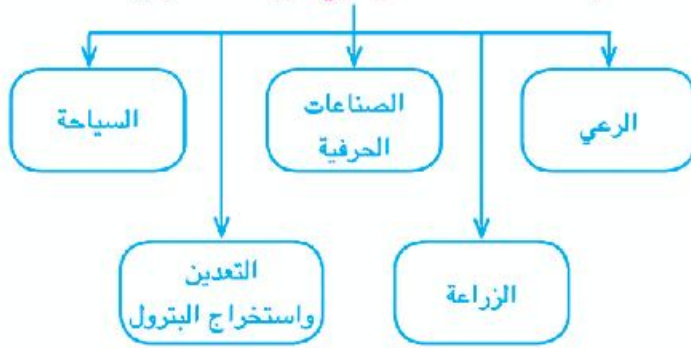 الرعي
الصناعات
الحرفية
السياحة
الزراعة
التعدين
واستخراج البترول